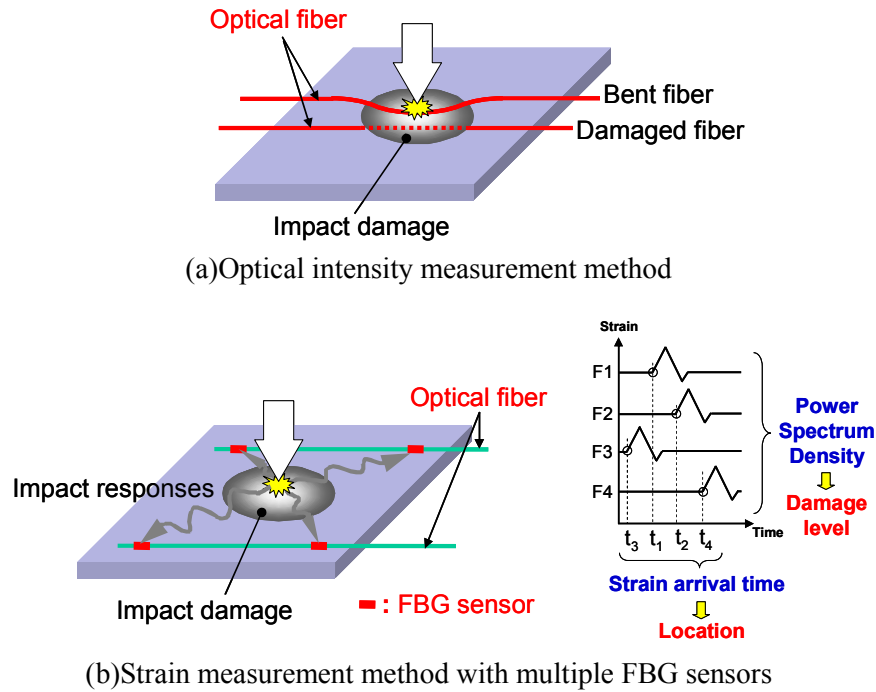 Optical fiber
Bent fiber
Damaged fiber
Impact damage
(a)Optical intensity measurement method
Optical fiber
Impact responses
Impact damage
: FBG sensor
Strain
F1
F2
F3
F4
Time
t3 t1 t2 t4
Power
Spectrum
Density
Damage
level
Strain arrival time
Location
(b)Strain measurement method with multiple FBG sensors